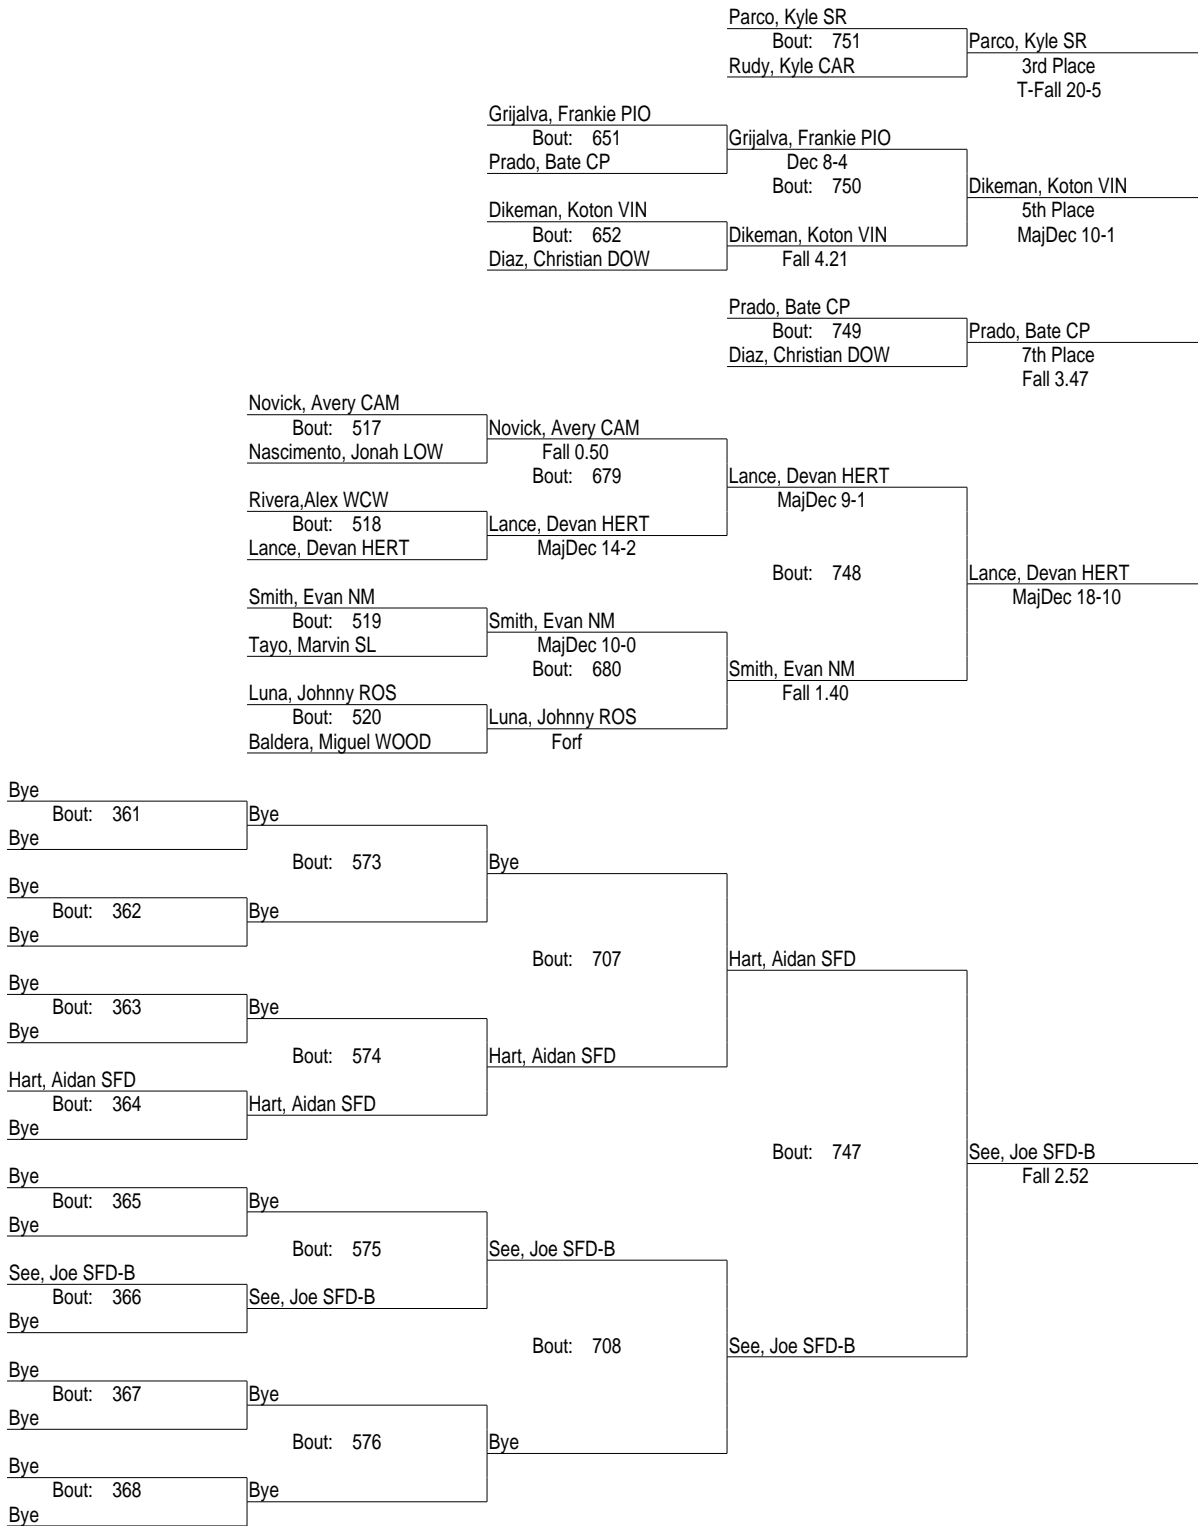 Parco, Kyle SR
Bout: 751
Parco, Kyle SR
Rudy, Kyle CAR
3rd Place
T-Fall 20-5
Grijalva, Frankie PIO
Bout: 651
Grijalva, Frankie PIO
Prado, Bate CP
Dec 8-4
Bout: 750
Dikeman, Koton VIN
Dikeman, Koton VIN
5th Place
Bout: 652
Dikeman, Koton VIN
MajDec 10-1
Diaz, Christian DOW
Fall 4.21
Prado, Bate CP
Bout: 749
Prado, Bate CP
Diaz, Christian DOW
7th Place
Fall 3.47
Novick, Avery CAM
Bout: 517
Novick, Avery CAM
Nascimento, Jonah LOW
Fall 0.50
Bout: 679
Lance, Devan HERT
Rivera,Alex WCW
MajDec 9-1
Bout: 518
Lance, Devan HERT
Lance, Devan HERT
MajDec 14-2
Bout: 748
Lance, Devan HERT
Smith, Evan NM
MajDec 18-10
Bout: 519
Smith, Evan NM
Tayo, Marvin SL
MajDec 10-0
Bout: 680
Smith, Evan NM
Luna, Johnny ROS
Fall 1.40
Bout: 520
Luna, Johnny ROS
Baldera, Miguel WOOD
Forf
Bye
Bout: 361
Bye
Bye
Bout: 573
Bye
Bye
Bout: 362
Bye
Bye
Bout: 707
Hart, Aidan SFD
Bye
Bout: 363
Bye
Bye
Bout: 574
Hart, Aidan SFD
Hart, Aidan SFD
Bout: 364
Hart, Aidan SFD
Bye
Bout: 747
See, Joe SFD-B
Bye
Fall 2.52
Bout: 365
Bye
Bye
Bout: 575
See, Joe SFD-B
See, Joe SFD-B
Bout: 366
See, Joe SFD-B
Bye
Bout: 708
See, Joe SFD-B
Bye
Bout: 367
Bye
Bye
Bout: 576
Bye
Bye
Bout: 368
Bye
Bye